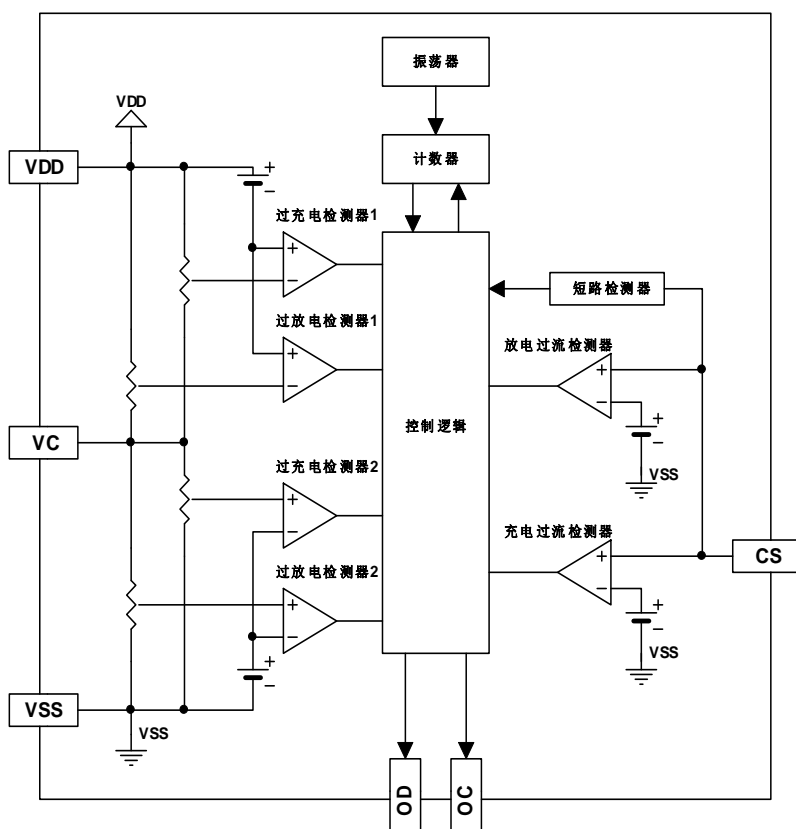 振荡器
VDD
VDD
计数器
+
−
过充电检测器1
+
−
短路检测器
过放电检测器1
放电过流检测器
+
−
+
−
+
−
控制逻辑
VC
VSS
过充电检测器2
+
−
充电过流检测器
+
−
CS
过放电检测器2
+
−
+
−
VSS
+
−
VSS
VSS
OD
OC